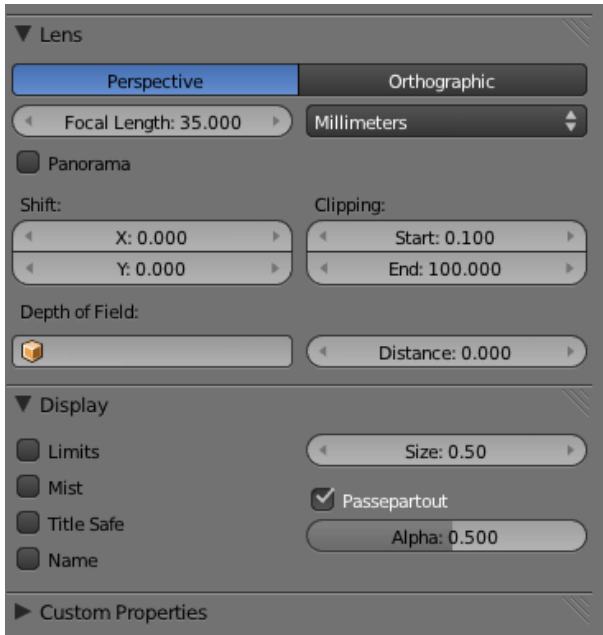 Lens
Perspective Orthographic
Focal Length: 35.000 Millimeters
Panorama
Shift: Clipping:
X: 0.000 Start: 0.100
Y: 0.000 End: 100.000
Depth of Field:
Distance: 0.000
Display
Limits Size: 0.50
Mist Passepartout
Title Safe Alpha: 0.500
Name
Custom Properties